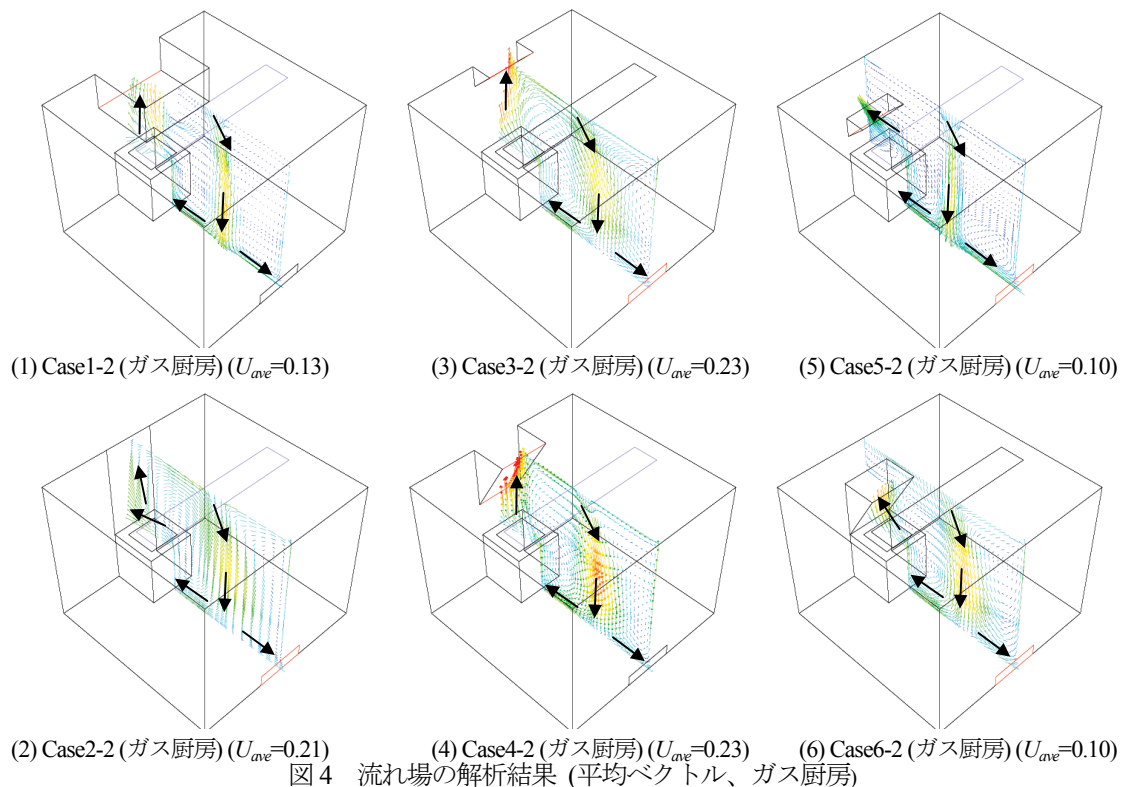 (1) Case1-2 (ガス厨房) (Uave=0.13)
(3) Case3-2 (ガス厨房) (Uave=0.23)
(5) Case5-2 (ガス厨房) (Uave=0.10)
(2) Case2-2 (ガス厨房) (Uave=0.21)
(4) Case4-2 (ガス厨房) (Uave=0.23)
(6) Case6-2 (ガス厨房) (Uave=0.10)
図4 流れ場の解析結果 (平均ベクトル、ガス厨房)